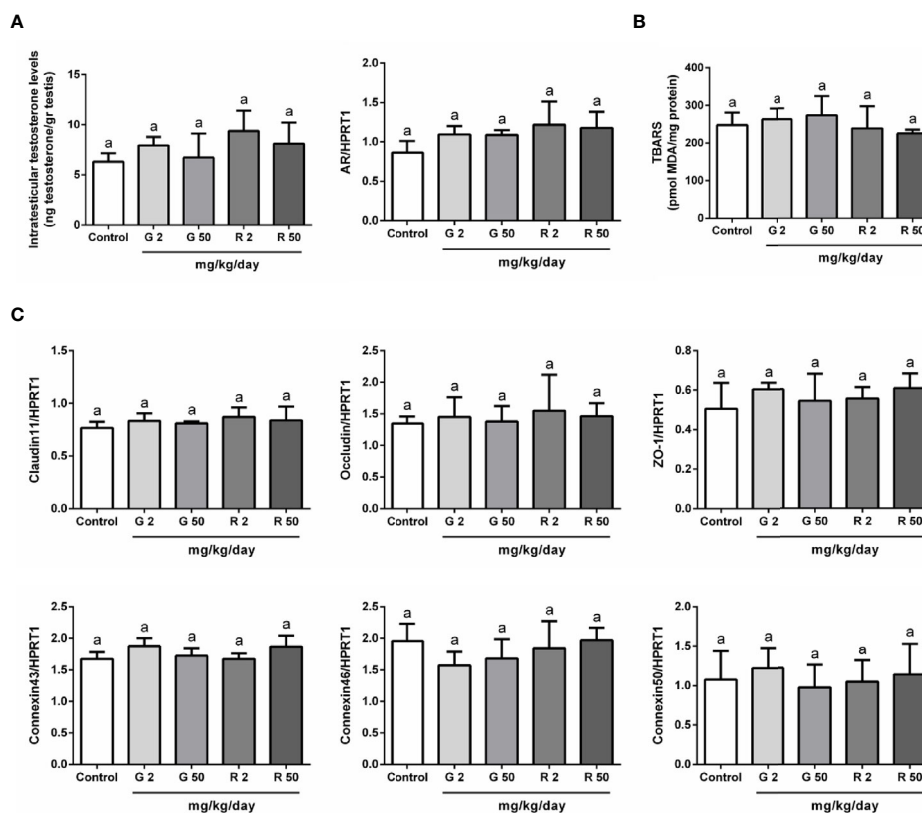 A
B
Intratesticular testosterone levels
(ng testosterone/gr testis)
15
10
5
0
a a a a a
Control G 2 G 50 R 2 R 50
mg/kg/day
AR/HPRT1
2.0
1.5
1.0
0.5
0.0
a a a a a
Control G 2 G 50 R 2 R 50
mg/kg/day
TBARS
(pmol MDA/mg protein)
400
300
200
100
0
a a a a a
Control G 2 G 50 R 2 R 50
mg/kg/day
C
Claudin11/HPRT1
1.5
1.0
0.5
0.0
a a a a a
Control G 2 G 50 R 2 R 50
mg/kg/day
Occludin/HPRT1
2.5
2.0
1.5
1.0
0.5
0.0
a a a a a
Control G 2 G 50 R 2 R 50
mg/kg/day
ZO-1/HPRT1
0.8
0.6
0.4
0.2
0.0
a a a a a
Control G 2 G 50 R 2 R 50
mg/kg/day
Connexin43/HPRT1
2.5
2.0
1.5
1.0
0.5
0.0
a a a a a
Control G 2 G 50 R 2 R 50
mg/kg/day
Connexin46/HPRT1
2.5
2.0
1.5
1.0
0.5
0.0
a a a a a
Control G 2 G 50 R 2 R 50
mg/kg/day
Connexin50/HPRT1
2.0
1.5
1.0
0.5
0.0
a a a a a
Control G 2 G 50 R 2 R 50
mg/kg/day